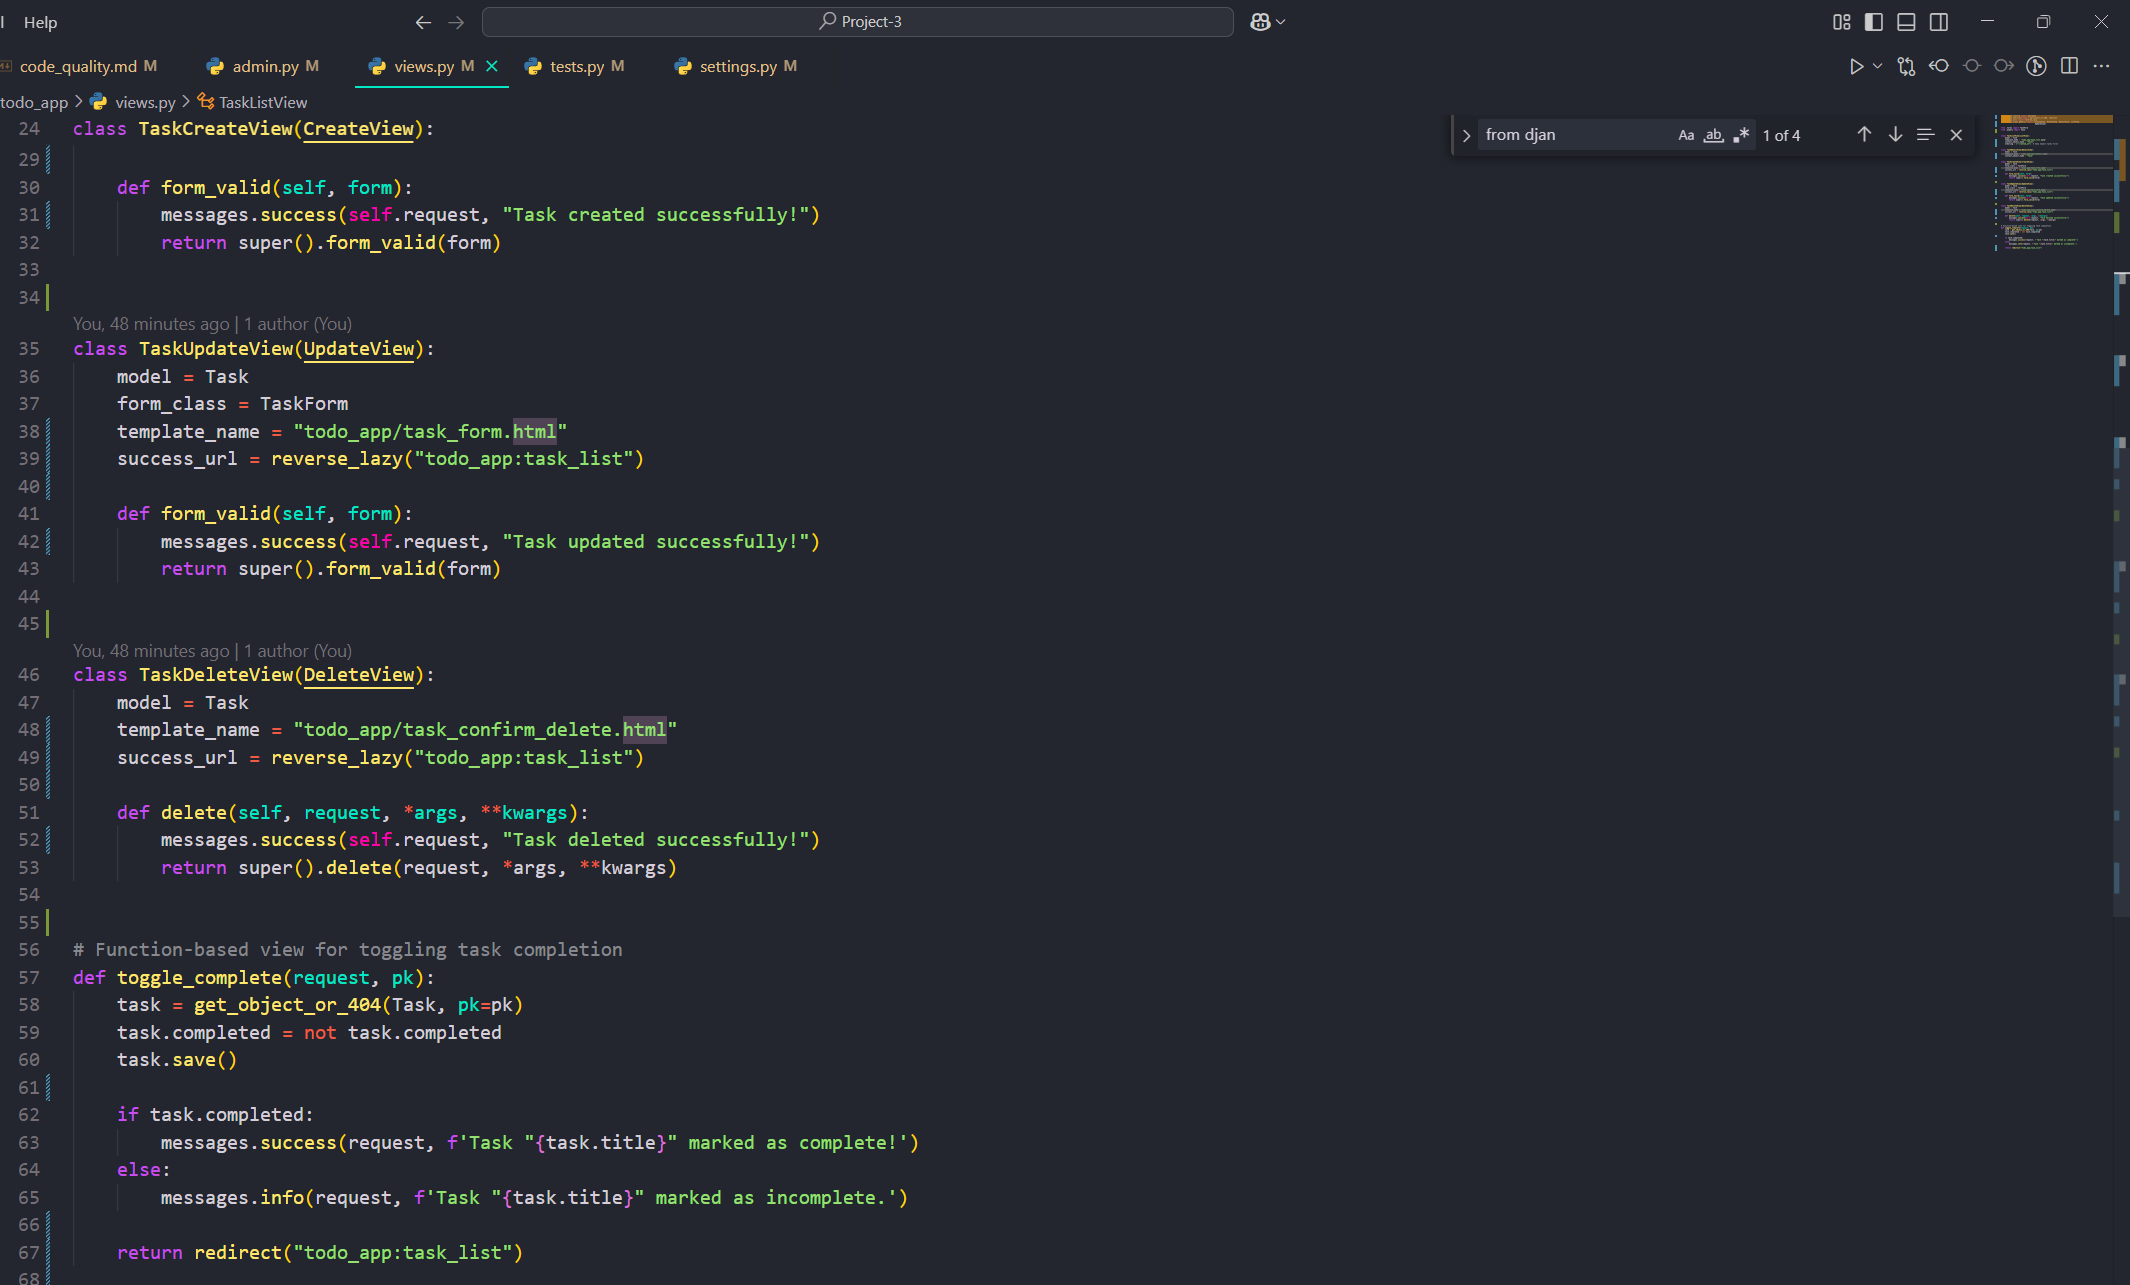 Help
Project-3
code_quality.md M
admin.py M
views.py M
tests.py M
settings.py M
todo_app > views.py > TaskListView
from djan
Aa ab 1 of 4
24 class TaskCreateView(CreateView):
29
30 def form_valid(self, form):
31 messages.success(self.request, "Task created successfully!")
32 return super().form_valid(form)
33
34
You, 48 minutes ago | 1 author (You)
35 class TaskUpdateView(UpdateView):
36 model = Task
37 form_class = TaskForm
38 template_name = "todo_app/task_form.html"
39 success_url = reverse_lazy("todo_app:task_list")
40
41 def form_valid(self, form):
42 messages.success(self.request, "Task updated successfully!")
43 return super().form_valid(form)
44
45
You, 48 minutes ago | 1 author (You)
46 class TaskDeleteView(DeleteView):
47 model = Task
48 template_name = "todo_app/task_confirm_delete.html"
49 success_url = reverse_lazy("todo_app:task_list")
50
51 def delete(self, request, *args, **kwargs):
52 messages.success(self.request, "Task deleted successfully!")
53 return super().delete(request, *args, **kwargs)
54
55
56 # Function-based view for toggling task completion
57 def toggle_complete(request, pk):
58 task = get_object_or_404(Task, pk=pk)
59 task.completed = not task.completed
60 task.save()
61
62 if task.completed:
63 messages.success(request, f'Task "{task.title}" marked as complete!')
64 else:
65 messages.info(request, f'Task "{task.title}" marked as incomplete.')
66
67 return redirect("todo_app:task_list")
68